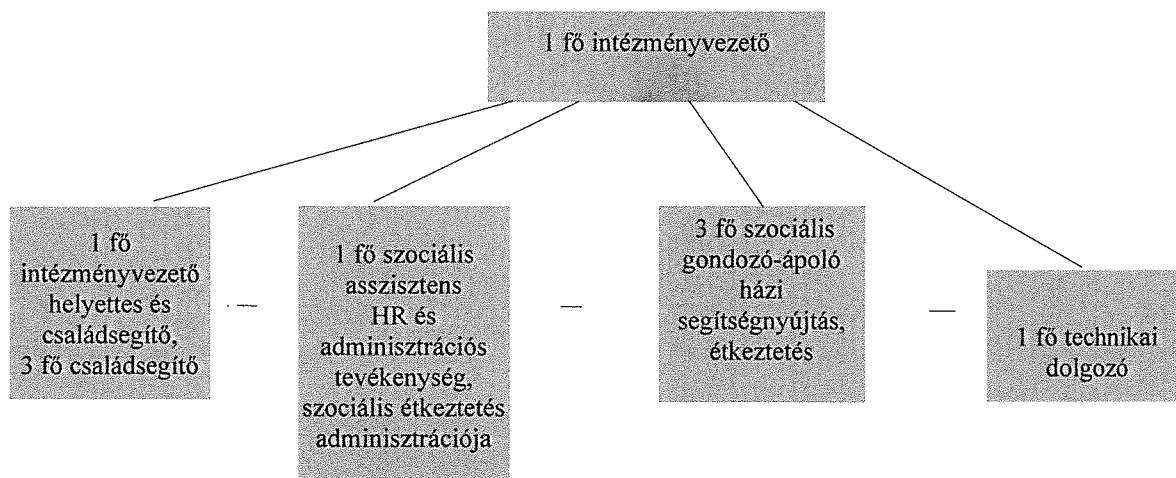 1 fő intézményvezető
1 fő
intézményvezető
helyettes és
családsegítő,
3 fő családsegítő
1 fő szociális
asszisztens
HR és
adminisztrációs
tevékenység,
szociális étkeztetés
adminisztrációja
3 fő szociális
gondozó-ápoló
házi
segítségnyújtás,
étkeztetés
1 fő technikai
dolgozó